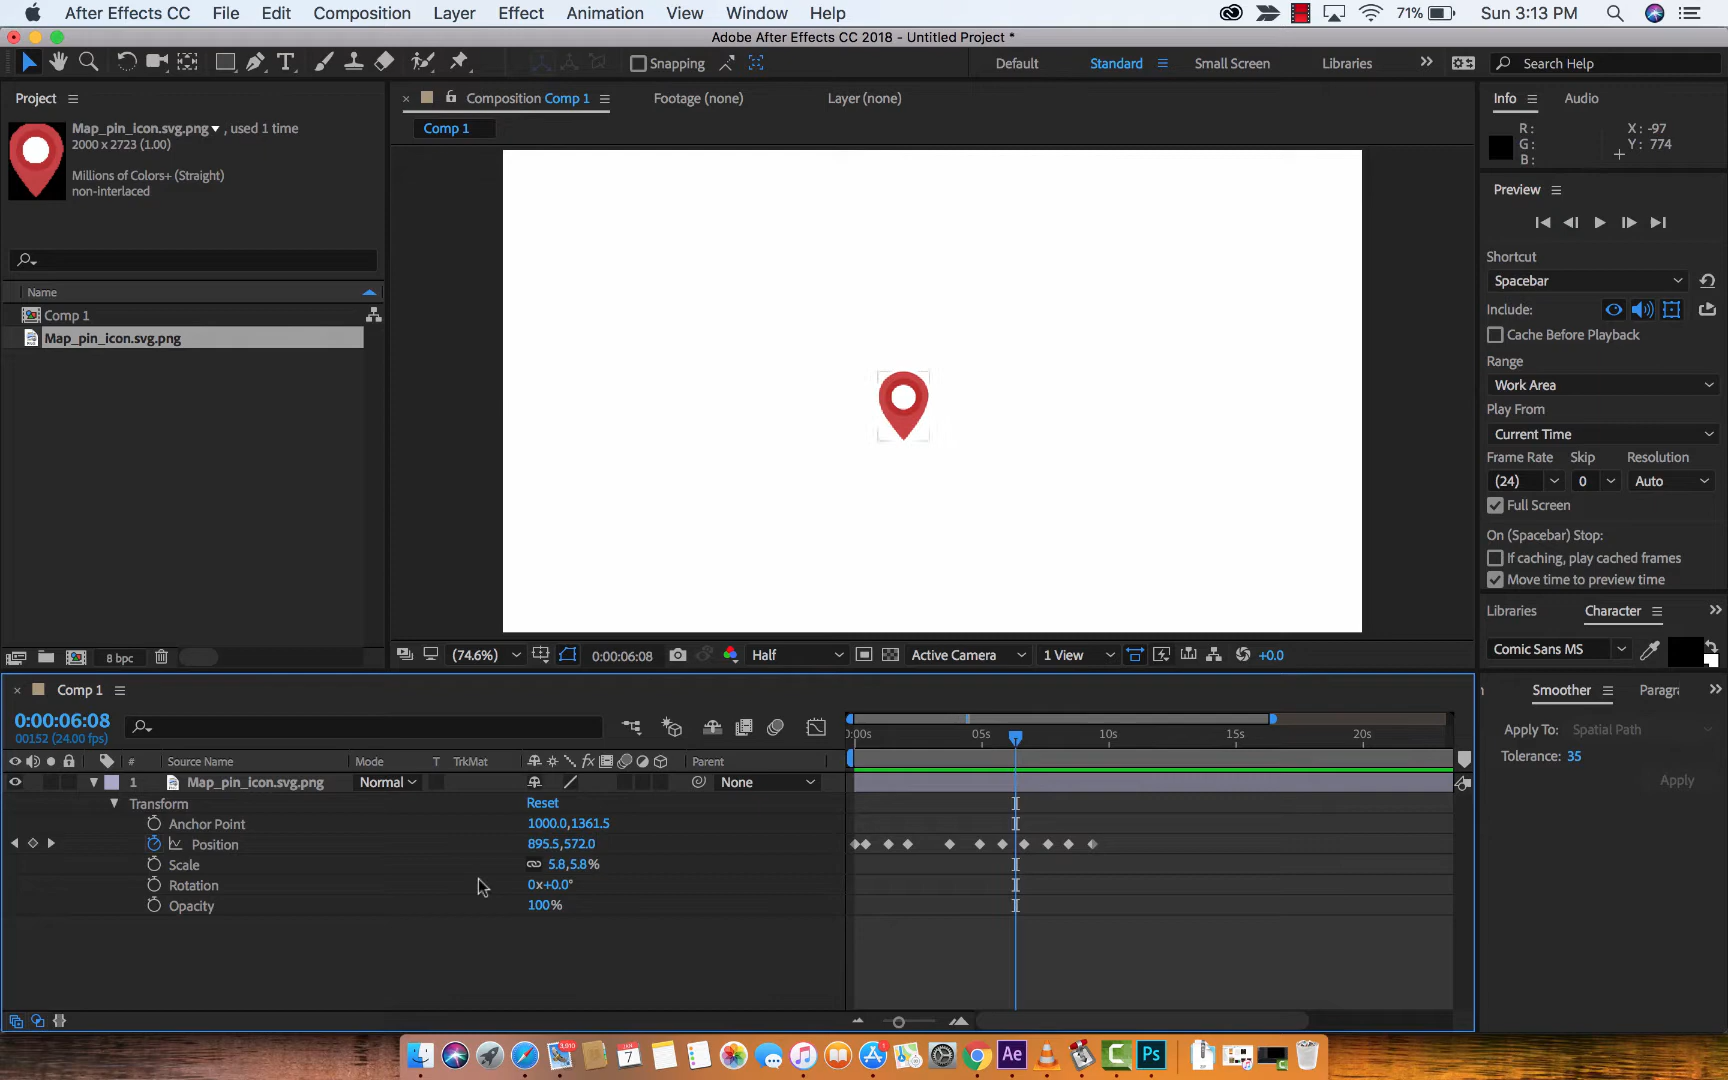 After Effects CC File Edit Composition Layer Effect Animation View Window Help 71% Sun 3:13 PM
Adobe After Effects CC 2018 - Untitled Project *
Snapping Default Standard Small Screen Libraries Search Help
Project
Map_pin_icon.svg.png , used 1 time
2000 x 2723 (1.00)
Millions of Colors+ (Straight)
non-interlaced
Name
Comp 1
Map_pin_icon.svg.png
8 bpc
Composition Comp 1 Footage (none) Layer (none)
Comp 1
(74.6%) 0:00:06:08 Half Active Camera 1 View +0.0
Info Audio
R: X: -97
G: Y: 774
B:
Preview
Shortcut
Spacebar
Include:
Cache Before Playback
Range
Work Area
Play From
Current Time
Frame Rate Skip Resolution
(24) 0 Auto
Full Screen
On (Spacebar) Stop:
If caching, play cached frames
Move time to preview time
Libraries Character
Comic Sans MS
Smoother Paragra
Apply To: Spatial Path
Tolerance: 35
Apply
Comp 1
0:00:06:08
00152 (24.00 fps)
0:00s 05s 10s 15s 20s
# Source Name Mode T TrkMat fx Parent
1 Map_pin_icon.svg.png Normal None
Transform Reset
Anchor Point 1000.0,1361.5
Position 895.5,572.0
Scale 5.8,5.8%
Rotation 0x+0.0°
Opacity 100%
3,910
7
1
Ae
C
Ps